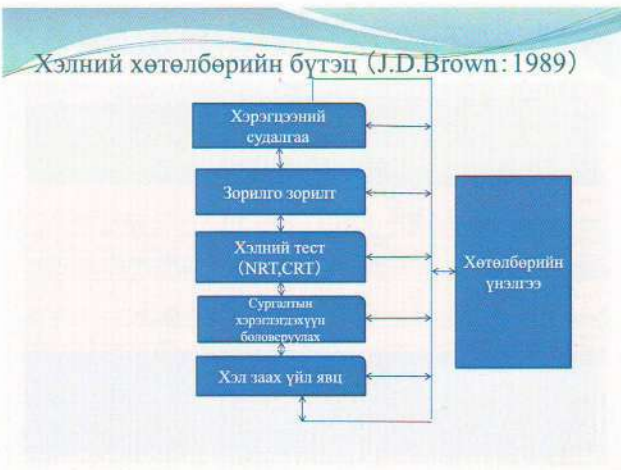 Хэлний хөтөлбөрийн бүтэц (J.D.Brown:1989)
Хэрэгцээний
судалгаа
Зорилго зорилт
Хэлний тест
(NRT,CRT)
Сургалтын
хэрэглэгдэхүүн
боловсруулах
Хэл заах үйл явц
Хөтөлбөрийн
үнэлгээ